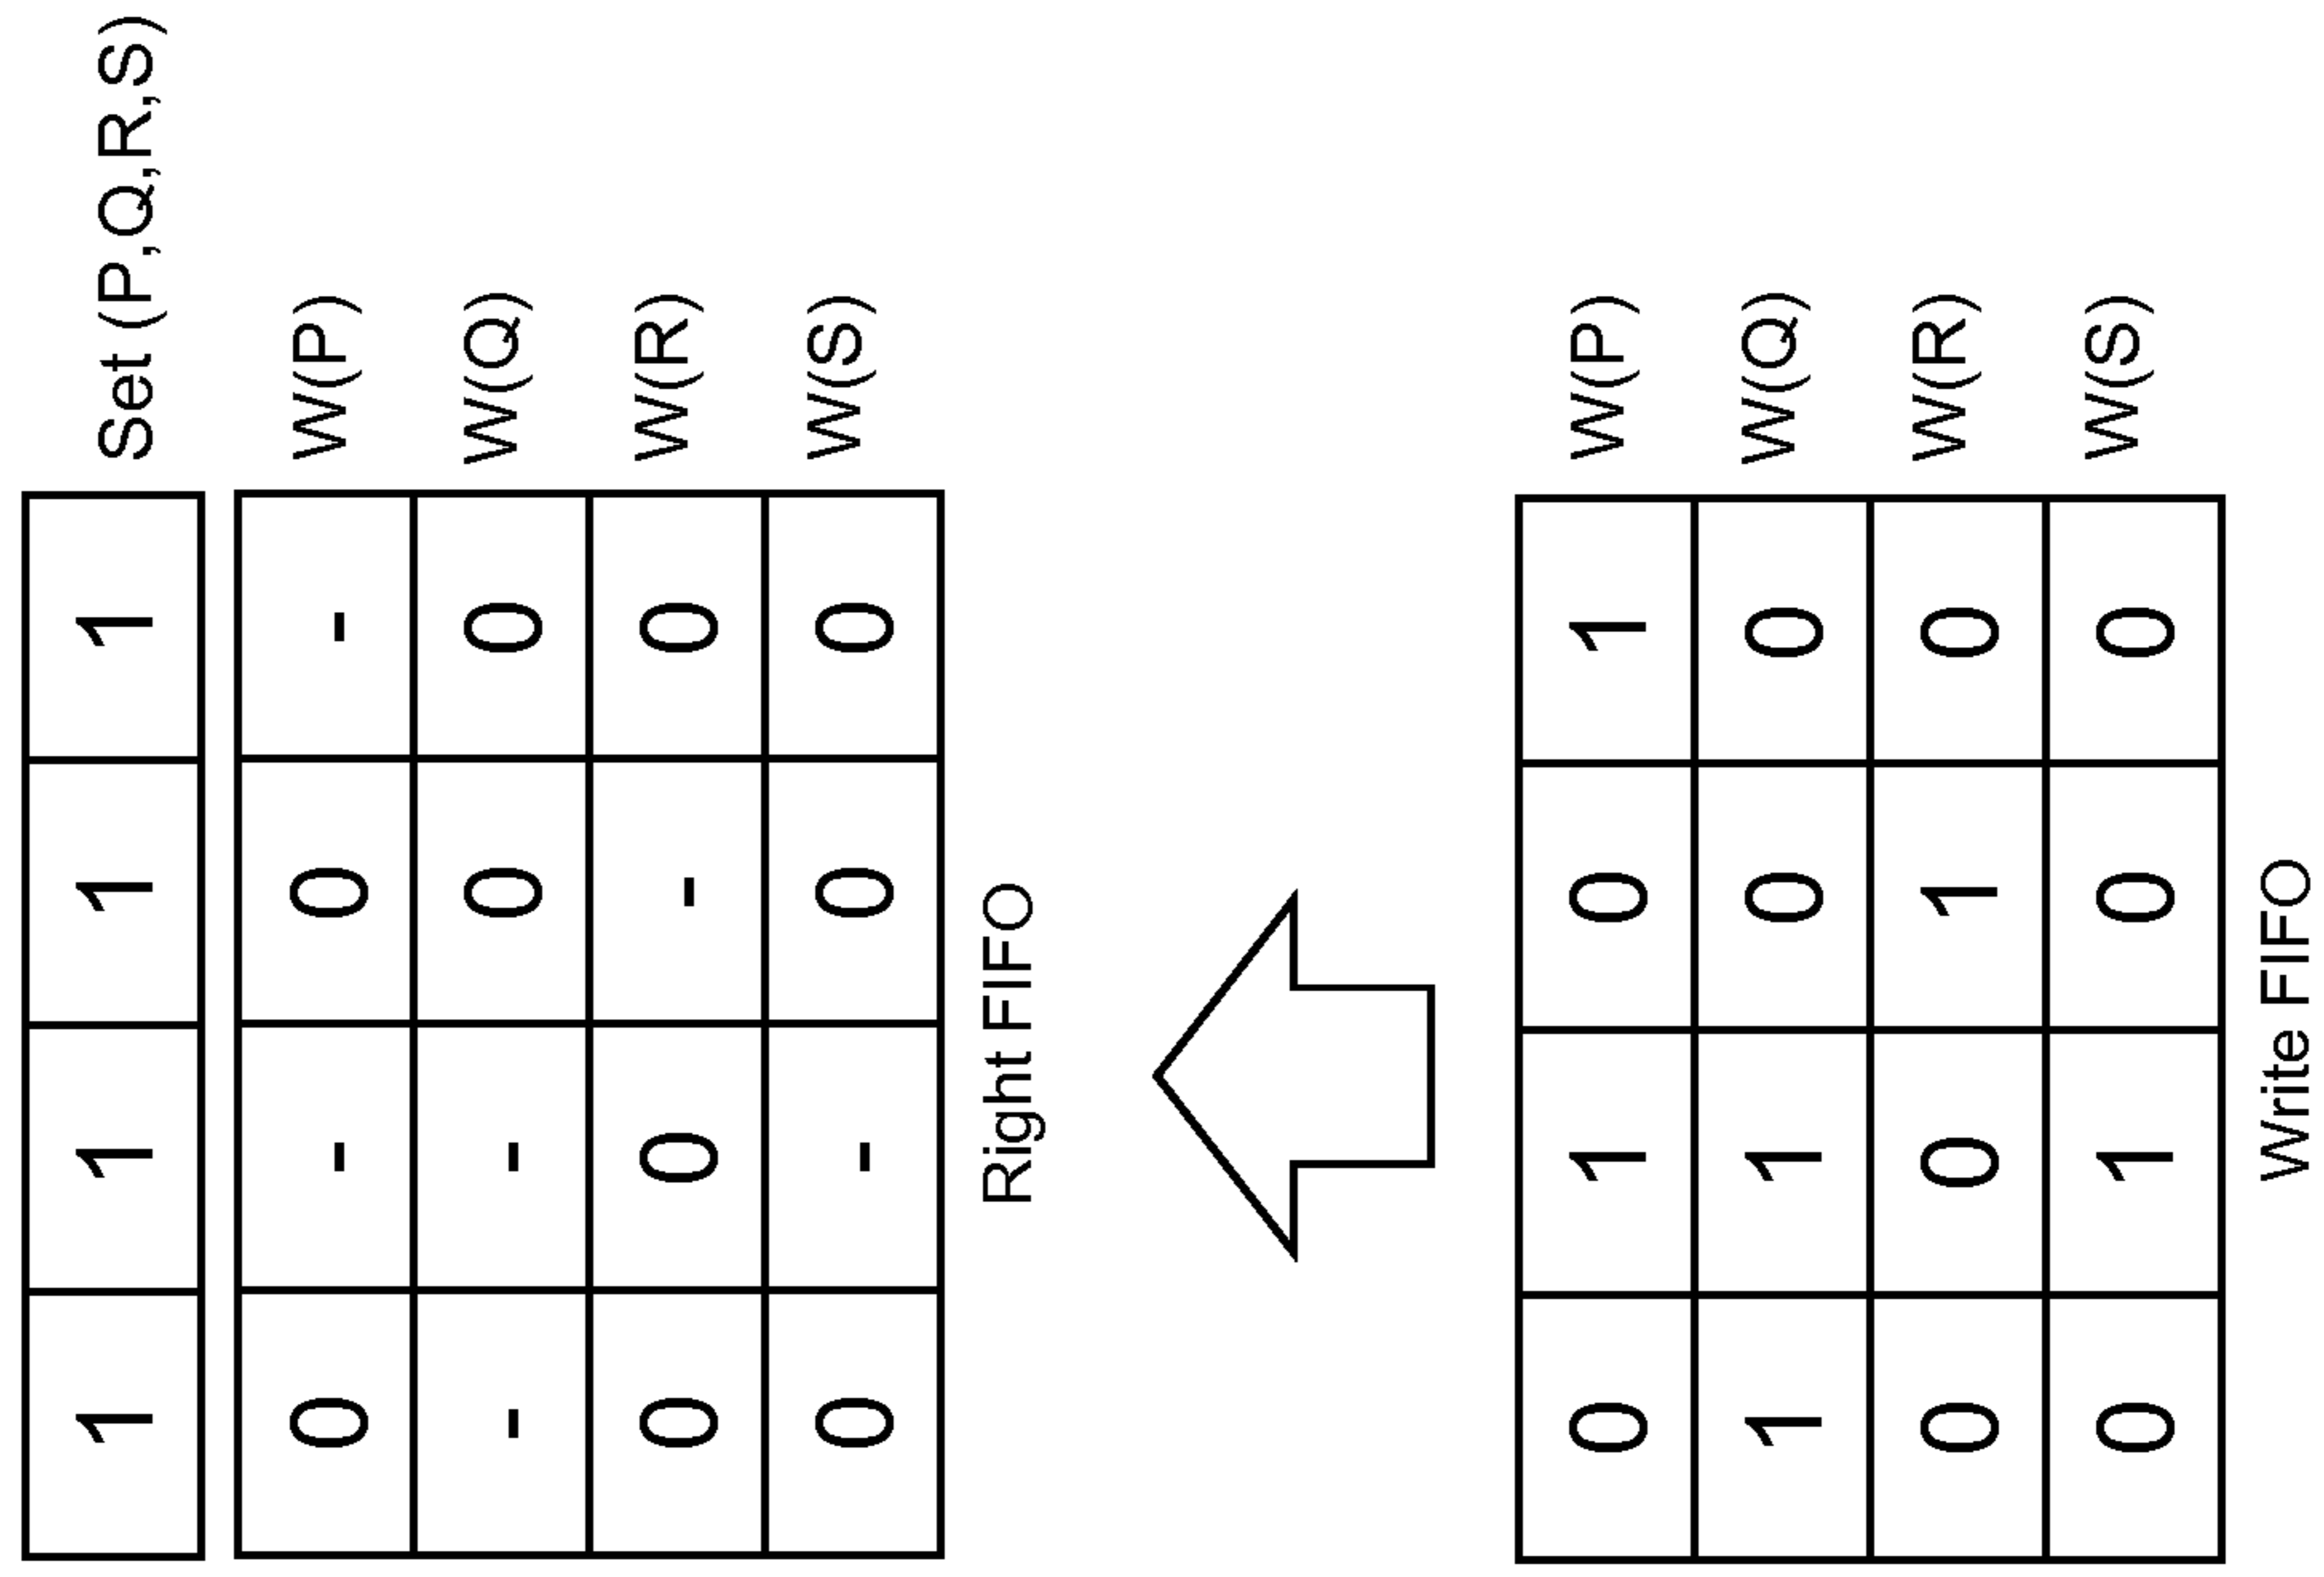 1 1 1 1 Set (P,Q,R,S)
0 - 0 - W(P)
- - 0 0 W(Q)
0 0 - 0 W(R)
0 - 0 0 W(S)
Right FIFO
0 1 0 1 W(P)
1 1 0 0 W(Q)
0 0 1 0 W(R)
0 1 0 0 W(S)
Write FIFO